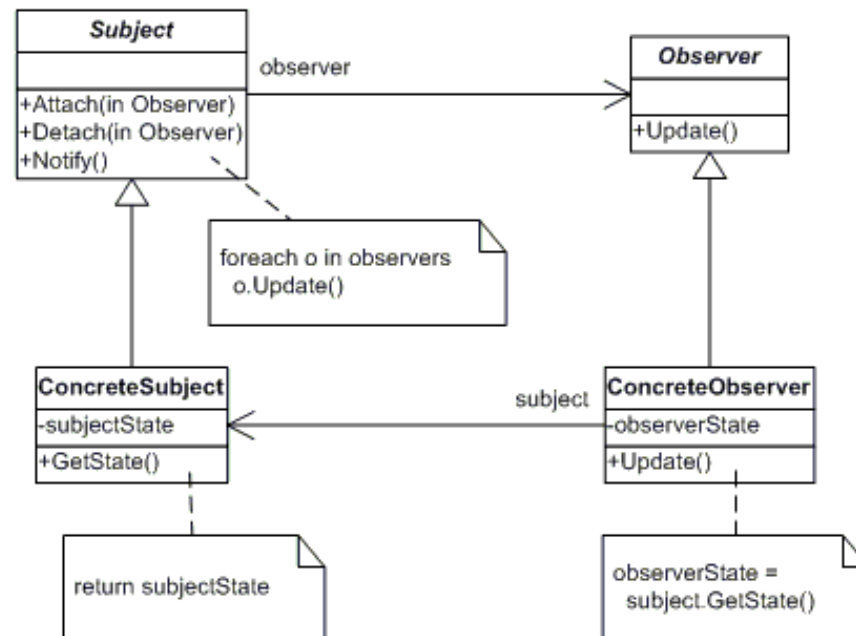 Subject
+Attach(in Observer)
+Detach(in Observer)
+Notify()
observer
Observer
+Update()
foreach o in observers
o.Update()
ConcreteSubject
-subjectState
+GetState()
subject
ConcreteObserver
-observerState
+Update()
return subjectState
observerState =
subject.GetState()